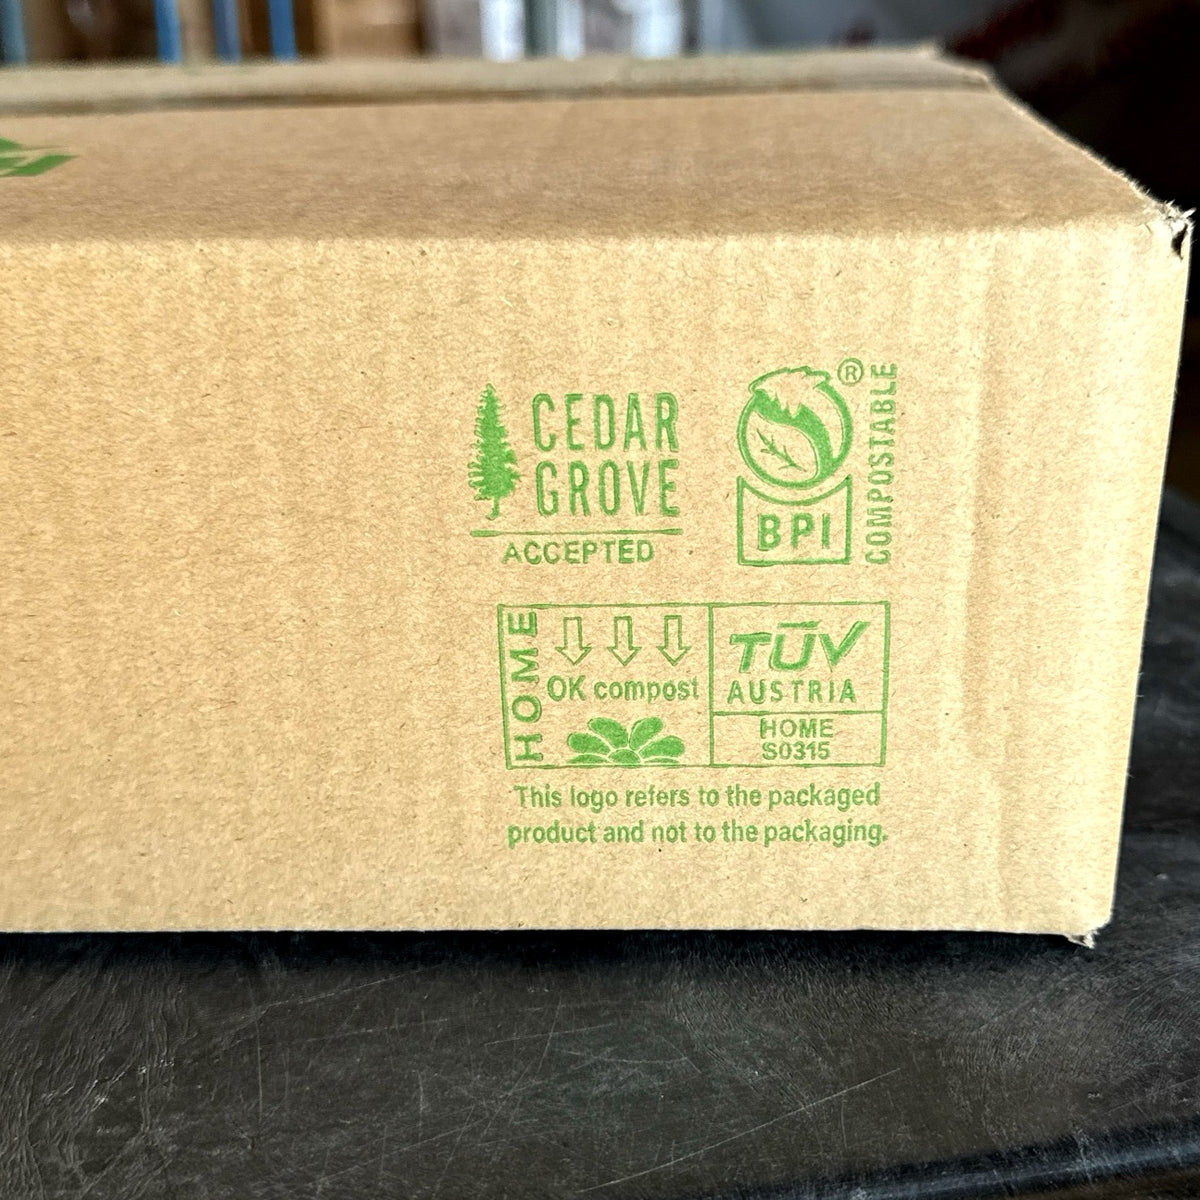 CEDAR
GROVE
ACCEPTED
®
BPI
COMPOSTABLE
HOME
OK compost
TÜV
AUSTRIA
HOME
S0315
This logo refers to the packaged
product and not to the packaging.